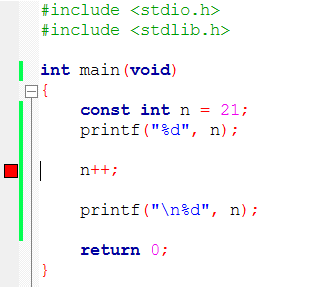 #include <stdio.h>
#include <stdlib.h>
int main(void)
{
const int n = 21;
printf("%d", n);
n++;
printf("\n%d", n);
return 0;
}